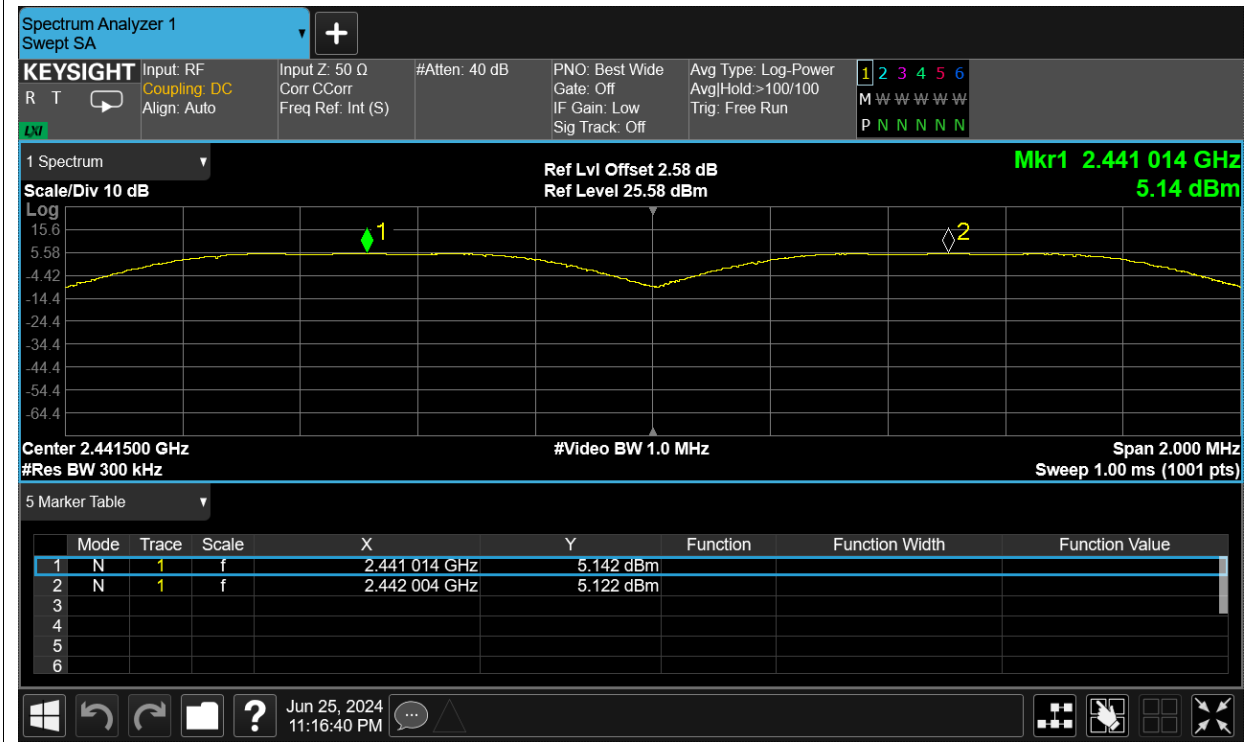 Spectrum Analyzer 1
Swept SA
+
KEYSIGHT
R T
LXI
Input: RF
Coupling: DC
Align: Auto
Input Z: 50 Ω
Corr CCorr
Freq Ref: Int (S)
#Atten: 40 dB
PNO: Best Wide
Gate: Off
IF Gain: Low
Sig Track: Off
Avg Type: Log-Power
Avg|Hold:>100/100
Trig: Free Run
1 2 3 4 5 6
M W W W W W
P N N N N N
1 Spectrum
Scale/Div 10 dB
Ref Lvl Offset 2.58 dB
Ref Level 25.58 dBm
Mkr1 2.441 014 GHz
5.14 dBm
Log
15.6
5.58
-4.42
-14.4
-24.4
-34.4
-44.4
-54.4
-64.4
1
2
Center 2.441500 GHz
#Res BW 300 kHz
#Video BW 1.0 MHz
Span 2.000 MHz
Sweep 1.00 ms (1001 pts)
5 Marker Table
Mode Trace Scale X Y Function Function Width Function Value
1 N 1 f 2.441 014 GHz 5.142 dBm
2 N 1 f 2.442 004 GHz 5.122 dBm
3
4
5
6
?
Jun 25, 2024
11:16:40 PM